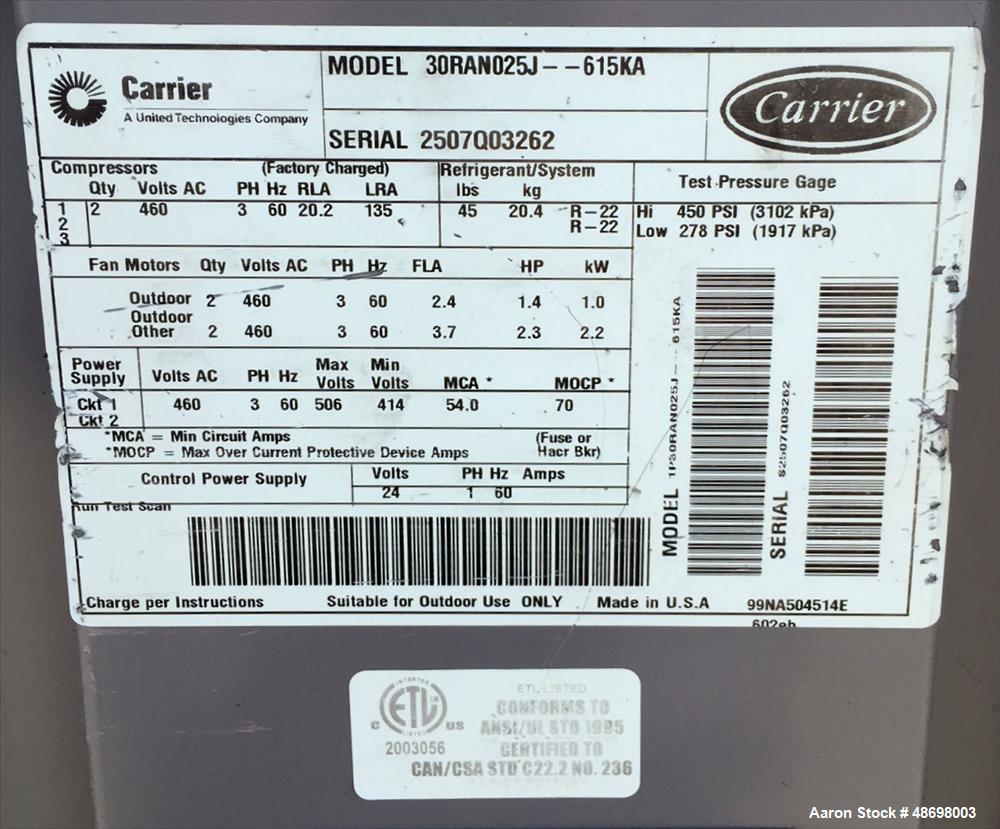 Carrier
A United Technologies Company
MODEL 30RAN025J--615KA
SERIAL 2507Q03262
Carrier
Compressors (Factory Charged)
Qty Volts AC PH Hz RLA LRA
1 2 460 3 60 20.2 135
2
3
Refrigerant/System
lbs kg
45 20.4 R-22
R-22
Test Pressure Gage
Hi 450 PSI (3102 kPa)
Low 278 PSI (1917 kPa)
Fan Motors Qty Volts AC PH Hz FLA HP kW
Outdoor 2 460 3 60 2.4 1.4 1.0
Outdoor
Other 2 460 3 60 3.7 2.3 2.2
Power Supply Volts AC PH Hz Max Volts Min Volts MCA * MOCP *
Ckt 1 460 3 60 506 414 54.0 70
Ckt 2
*MCA = Min Circuit Amps (Fuse or
*MOCP = Max Over Current Protective Device Amps Hacr Bkr)
Control Power Supply Volts PH Hz Amps
24 1 60
Run Test Scan
MODEL 1P30RAN025J-- 615KA
SERIAL S2507Q03262
Charge per Instructions Suitable for Outdoor Use ONLY Made in U.S.A 99NA504514E
602eh
INTERTEK
ETL
LISTED
C US
2003056
ETL LISTED
CONFORMS TO
ANSI/UL STD 1995
CERTIFIED TO
CAN/CSA STD C22.2 NO. 236
Aaron Stock # 48698003